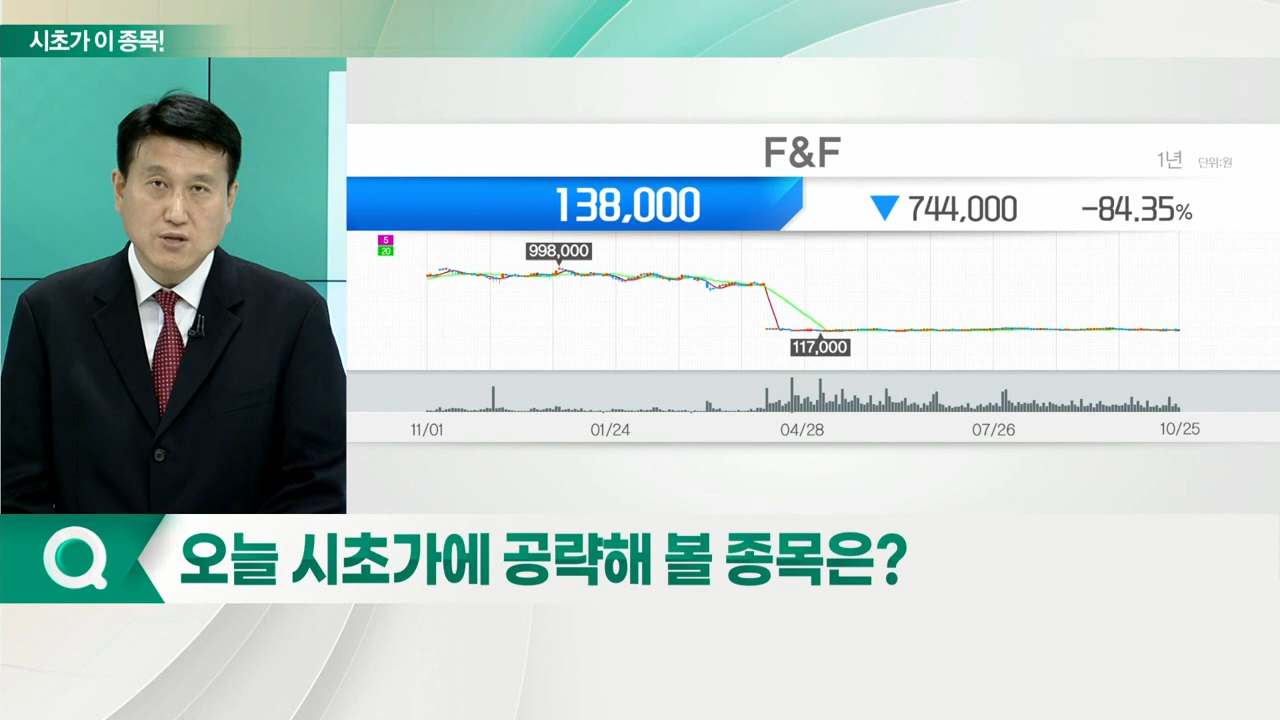 시초가 이 종목!
F&F
1년 단위:원
138,000 ▼ 744,000 -84.35%
5
20
998,000
117,000
11/01 01/24 04/28 07/26 10/25
Q 오늘 시초가에 공략해 볼 종목은?